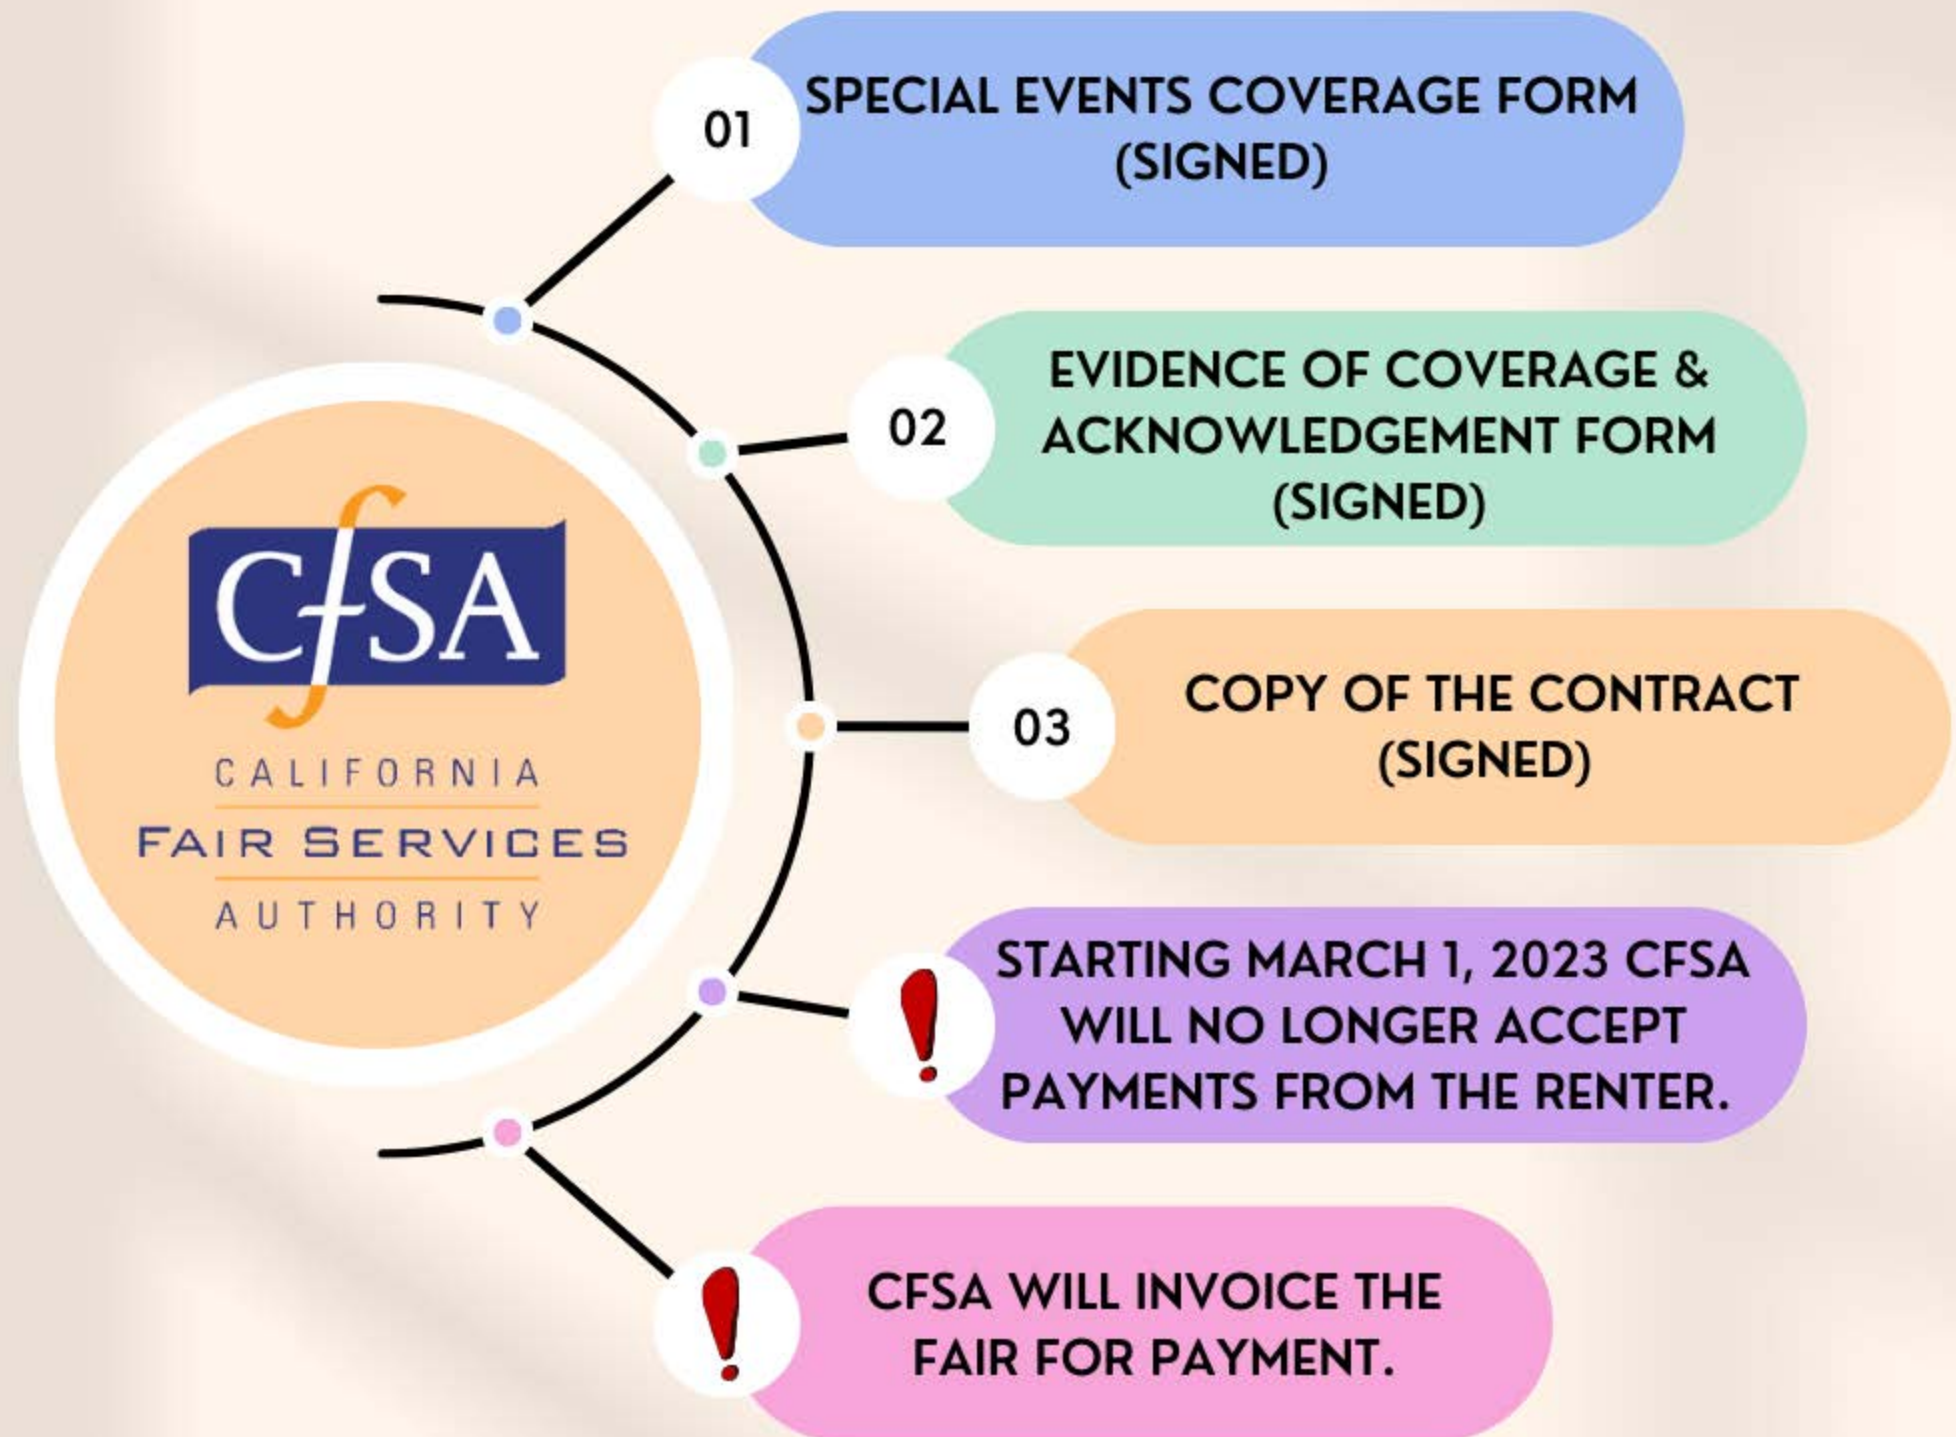 01
SPECIAL EVENTS COVERAGE FORM
(SIGNED)
02
EVIDENCE OF COVERAGE &
ACKNOWLEDGEMENT FORM
(SIGNED)
CfSA
CALIFORNIA
FAIR SERVICES
AUTHORITY
03
COPY OF THE CONTRACT
(SIGNED)
!
STARTING MARCH 1, 2023 CFSA
WILL NO LONGER ACCEPT
PAYMENTS FROM THE RENTER.
!
CFSA WILL INVOICE THE
FAIR FOR PAYMENT.